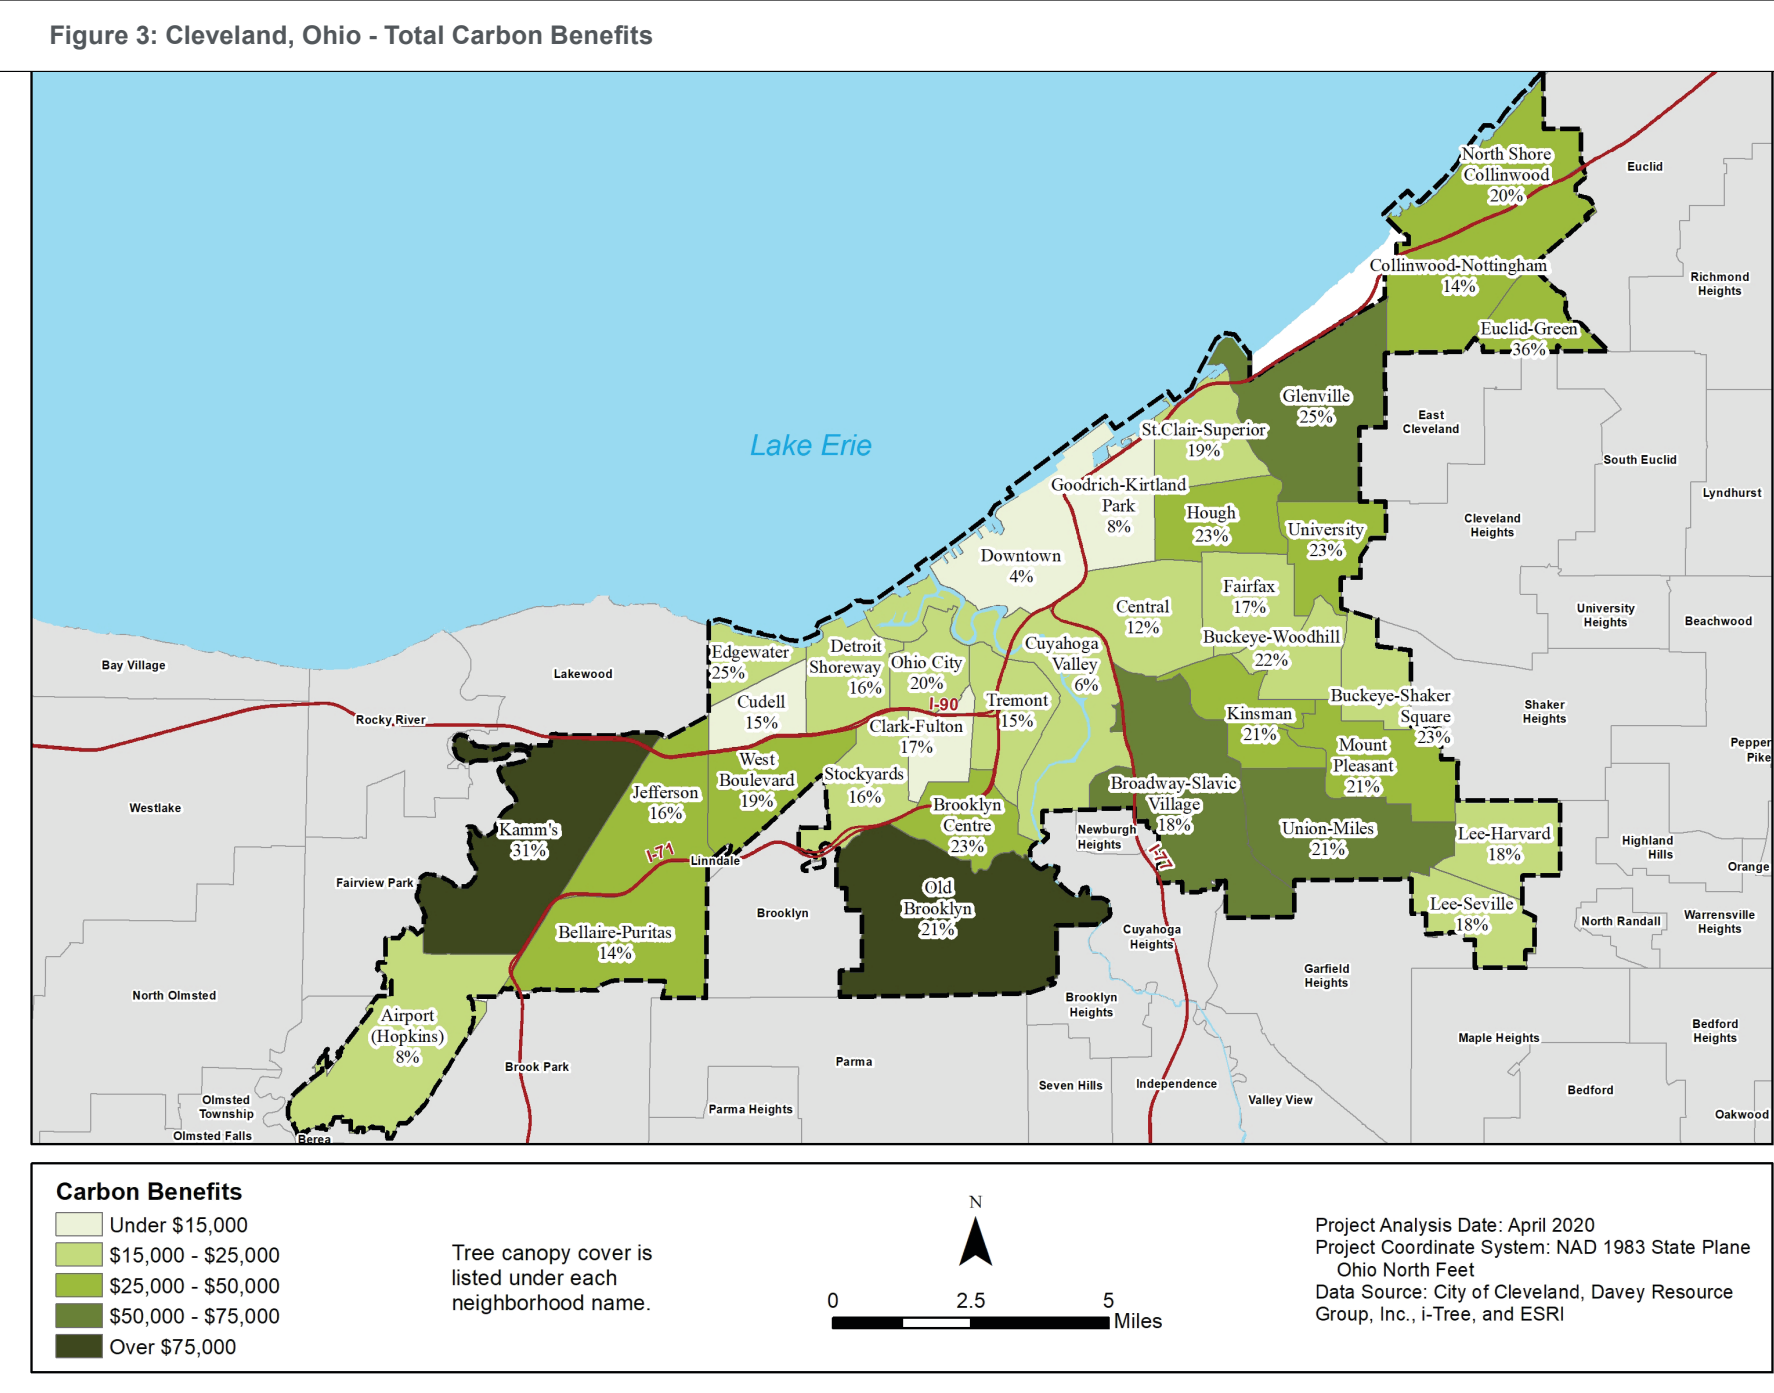 Figure 3: Cleveland, Ohio - Total Carbon Benefits
North Shore
Collinwood
20%
Euclid
Collinwood-Nottingham
14%
Richmond
Heights
Euclid-Green
36%
Glenville
25%
East
Cleveland
St.Clair-Superior
19%
Lake Erie
South Euclid
Goodrich-Kirtland
Park
8%
Lyndhurst
Hough
23%
University
23%
Cleveland
Heights
Downtown
4%
Fairfax
17%
Central
12%
University
Heights
Beachwood
Buckeye-Woodhill
22%
Cuyahoga
Valley
6%
Detroit
Shoreway
16%
Edgewater
25%
Ohio City
20%
Bay Village
Lakewood
Buckeye-Shaker
Square
23%
Cudell
15%
I-90
Tremont
15%
Shaker
Heights
Rocky River
Clark-Fulton
17%
Kinsman
21%
Mount
Pleasant
21%
Pepper
Pike
West
Boulevard
19%
Stockyards
16%
Jefferson
16%
Broadway-Slavic
Village
18%
Westlake
Brooklyn
Centre
23%
Kamm's
31%
Newburgh
Heights
Union-Miles
21%
Lee-Harvard
18%
Highland
Hills
I-71
Linndale
I-77
Orange
Fairview Park
Old
Brooklyn
21%
Brooklyn
Lee-Seville
18%
North Randall
Warrensville
Heights
Bellaire-Puritas
14%
Cuyahoga
Heights
Garfield
Heights
North Olmsted
Brooklyn
Heights
Airport
(Hopkins)
8%
Maple Heights
Bedford
Heights
Brook Park
Parma
Seven Hills
Independence
Bedford
Olmsted
Township
Valley View
Parma Heights
Oakwood
Olmsted Falls
Berea
Carbon Benefits
Under $15,000
$15,000 - $25,000
$25,000 - $50,000
$50,000 - $75,000
Over $75,000
Tree canopy cover is
listed under each
neighborhood name.
N
0 2.5 5
Miles
Project Analysis Date: April 2020
Project Coordinate System: NAD 1983 State Plane
Ohio North Feet
Data Source: City of Cleveland, Davey Resource
Group, Inc., i-Tree, and ESRI